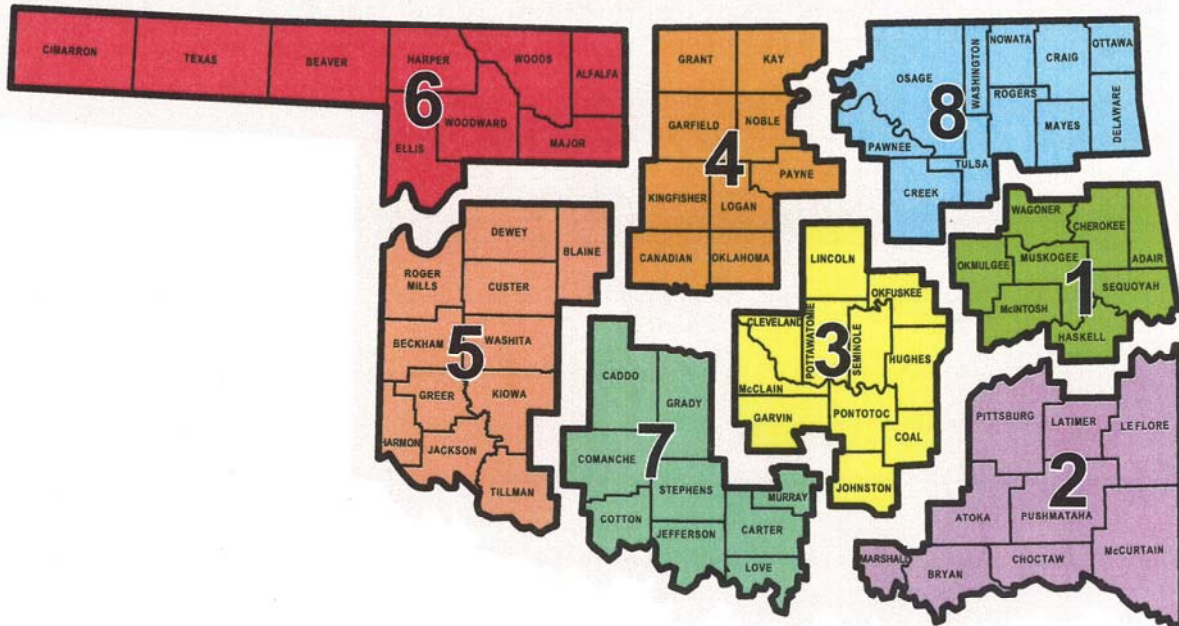 CIMARRON
TEXAS
BEAVER
HARPER
WOODS
ALFALFA
6
WOODWARD
ELLIS
MAJOR
GRANT
KAY
GARFIELD
NOBLE
4
PAYNE
KINGFISHER
LOGAN
CANADIAN
OKLAHOMA
OSAGE
WASHINGTON
NOWATA
CRAIG
OTTAWA
ROGERS
8
MAYES
DELAWARE
PAWNEE
TULSA
CREEK
WAGONER
CHEROKEE
OKMULGEE
MUSKOGEE
ADAIR
1
SEQUOYAH
McINTOSH
HASKELL
DEWEY
BLAINE
ROGER
MILLS
CUSTER
BECKHAM
5
WASHITA
GREER
KIOWA
HARMON
JACKSON
TILLMAN
LINCOLN
OKFUSKEE
CLEVELAND
POTTAWATOMIE
3
SEMINOLE
HUGHES
McCLAIN
GARVIN
PONTOTOC
COAL
JOHNSTON
CADDO
GRADY
7
COMANCHE
STEPHENS
MURRAY
COTTON
JEFFERSON
CARTER
LOVE
PITTSBURG
LATIMER
LE FLORE
2
ATOKA
PUSHMATAHA
McCURTAIN
MARSHALL
BRYAN
CHOCTAW